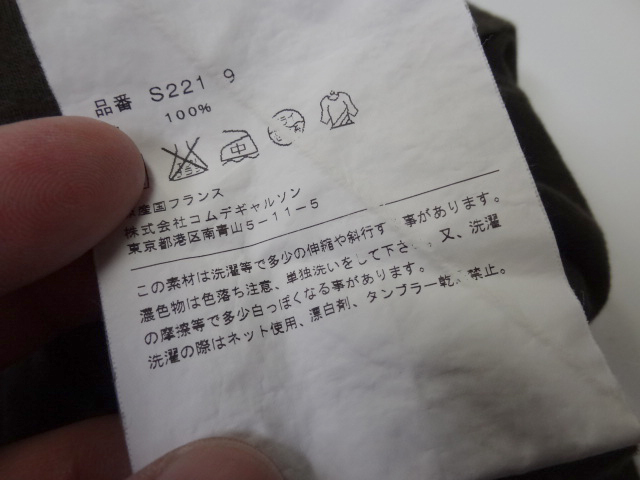 品番 S221 9
100%
中
産国フランス
株式会社コムデギャルソン
東京都港区南青山5-11-5
この素材は洗濯等で多少の伸縮や斜行す 事があります。
濃色物は色落ち注意、単独洗いをして下さ 。又、洗濯
の摩擦等で多少白っぽくなる事があります。
洗濯の際はネット使用、漂白剤、タンブラー乾 禁止。